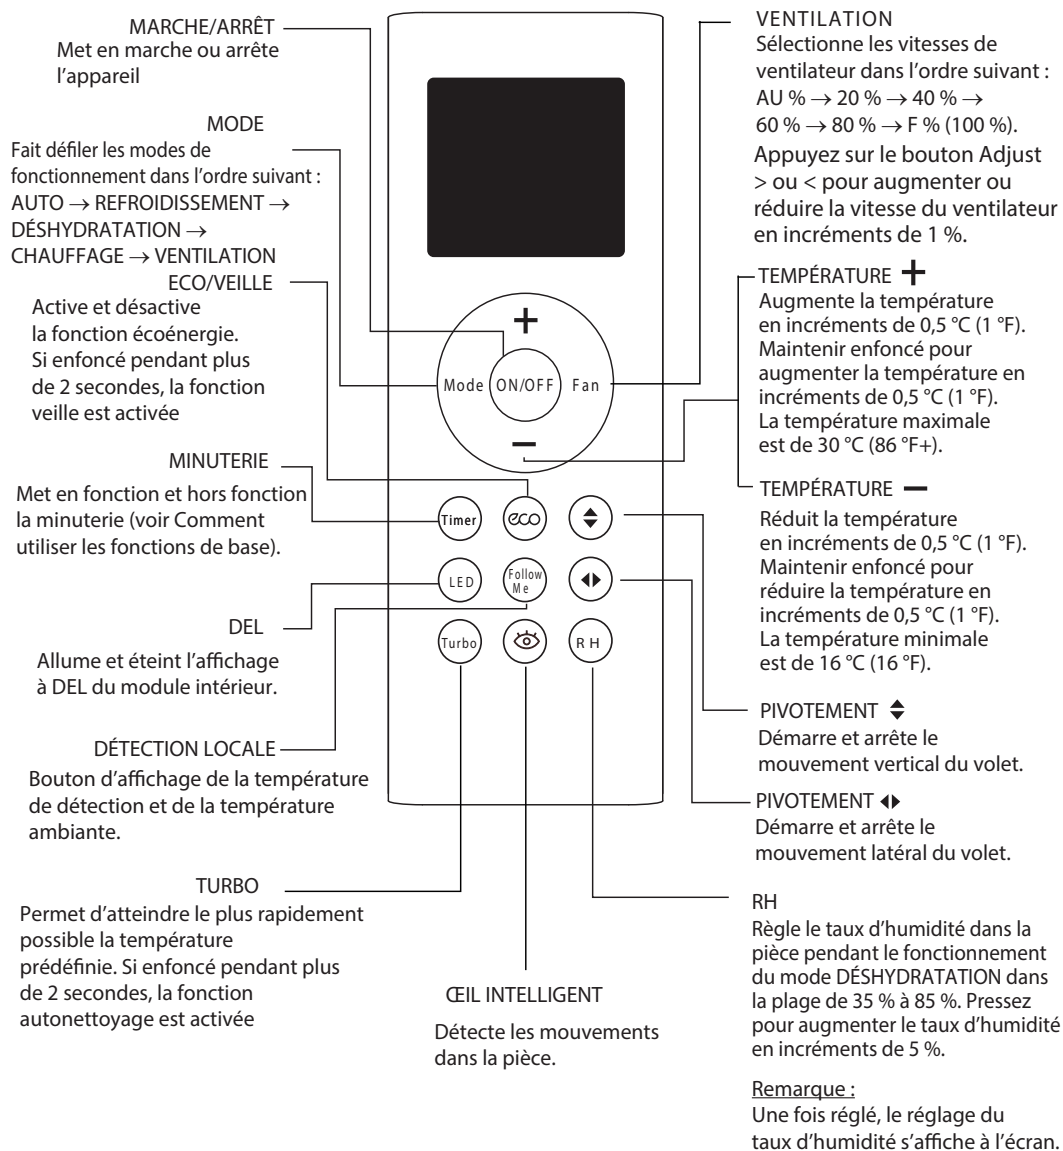 MARCHE/ARRÊT
Met en marche ou arrête
l'appareil
MODE
Fait défiler les modes de
fonctionnement dans l'ordre suivant :
AUTO → REFROIDISSEMENT →
DÉSHYDRATATION →
CHAUFFAGE → VENTILATION
ECO/VEILLE
Active et désactive
la fonction écoénergie.
Si enfoncé pendant plus
de 2 secondes, la fonction
veille est activée
MINUTERIE
Met en fonction et hors fonction
la minuterie (voir Comment
utiliser les fonctions de base).
DEL
Allume et éteint l'affichage
à DEL du module intérieur.
DÉTECTION LOCALE
Bouton d'affichage de la température
de détection et de la température
ambiante.
TURBO
Permet d'atteindre le plus rapidement
possible la température
prédéfinie. Si enfoncé pendant plus
de 2 secondes, la fonction
autonettoyage est activée
+
Mode ON/OFF Fan
−
Timer eco
LED Follow
Me
Turbo RH
ŒIL INTELLIGENT
Détecte les mouvements
dans la pièce.
VENTILATION
Sélectionne les vitesses de
ventilateur dans l'ordre suivant :
AU % → 20 % → 40 % →
60 % → 80 % → F % (100 %).
Appuyez sur le bouton Adjust
> ou < pour augmenter ou
réduire la vitesse du ventilateur
en incréments de 1 %.
TEMPÉRATURE +
Augmente la température
en incréments de 0,5 °C (1 °F).
Maintenir enfoncé pour
augmenter la température en
incréments de 0,5 °C (1 °F).
La température maximale
est de 30 °C (86 °F+).
TEMPÉRATURE −
Réduit la température
en incréments de 0,5 °C (1 °F).
Maintenir enfoncé pour
réduire la température en
incréments de 0,5 °C (1 °F).
La température minimale
est de 16 °C (16 °F).
PIVOTEMENT
Démarre et arrête le
mouvement vertical du volet.
PIVOTEMENT
Démarre et arrête le
mouvement latéral du volet.
RH
Règle le taux d'humidité dans la
pièce pendant le fonctionnement
du mode DÉSHYDRATATION dans
la plage de 35 % à 85 %. Pressez
pour augmenter le taux d'humidité
en incréments de 5 %.
Remarque :
Une fois réglé, le réglage du
taux d'humidité s'affiche à l'écran.